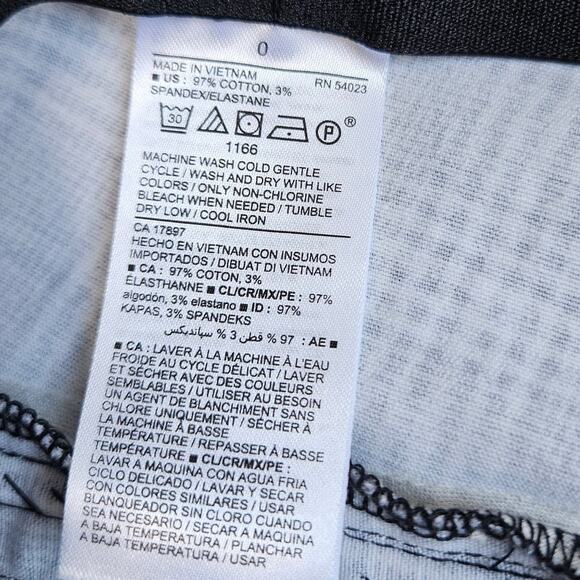 0
MADE IN VIETNAM RN 54023
■ US : 97% COTTON, 3%
SPANDEX/ELASTANE
30 P ®
1166
MACHINE WASH COLD GENTLE
CYCLE / WASH AND DRY WITH LIKE
COLORS / ONLY NON-CHLORINE
BLEACH WHEN NEEDED / TUMBLE
DRY LOW / COOL IRON
CA 17897
HECHO EN VIETNAM CON INSUMOS
IMPORTADOS / DIBUAT DI VIETNAM
■ CA : 97% COTON, 3%
ÉLASTHANNE ■ CL/CR/MX/PE : 97%
algodón, 3% elastano ■ ID : 97%
KAPAS, 3% SPANDEKS
■ AE : 97 % قطن 3 % سباندیکس
■ CA : LAVER À LA MACHINE À L'EAU
FROIDE AU CYCLE DÉLICAT / LAVER
ET SÉCHER AVEC DES COULEURS
SEMBLABLES / UTILISER AU BESOIN
UN AGENT DE BLANCHIMENT SANS
CHLORE UNIQUEMENT / SÉCHER À
LA MACHINE À BASSE
TEMPÉRATURE / REPASSER À BASSE
TEMPÉRATURE ■ CL/CR/MX/PE :
LAVAR A MAQUINA CON AGUA FRIA
CICLO DELICADO / LAVAR Y SECAR
CON COLORES SIMILARES / USAR
BLANQUEADOR SIN CLORO CUANDO
SEA NECESARIO / SECAR A MAQUINA
A BAJA TEMPERATURA / PLANCHAR
A BAJA TEMPERATURA / USAR